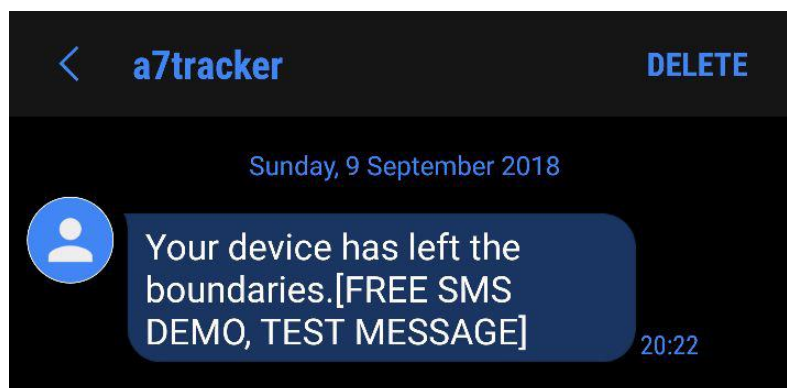 a7tracker DELETE
Sunday, 9 September 2018
Your device has left the
boundaries.[FREE SMS
DEMO, TEST MESSAGE]
20:22